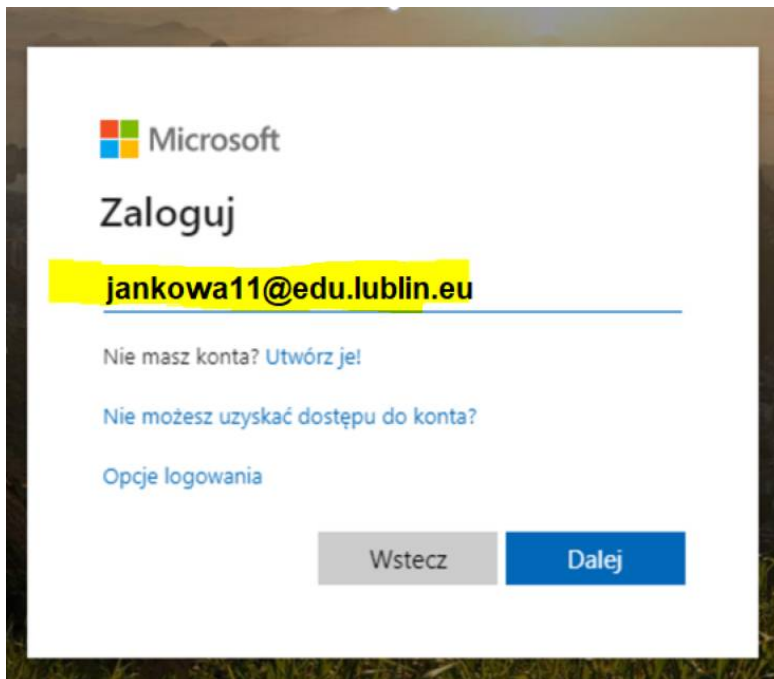 Microsoft
Zaloguj
jankowa11@edu.lublin.eu
Nie masz konta? Utwórz je!
Nie możesz uzyskać dostępu do konta?
Opcje logowania
Wstecz Dalej